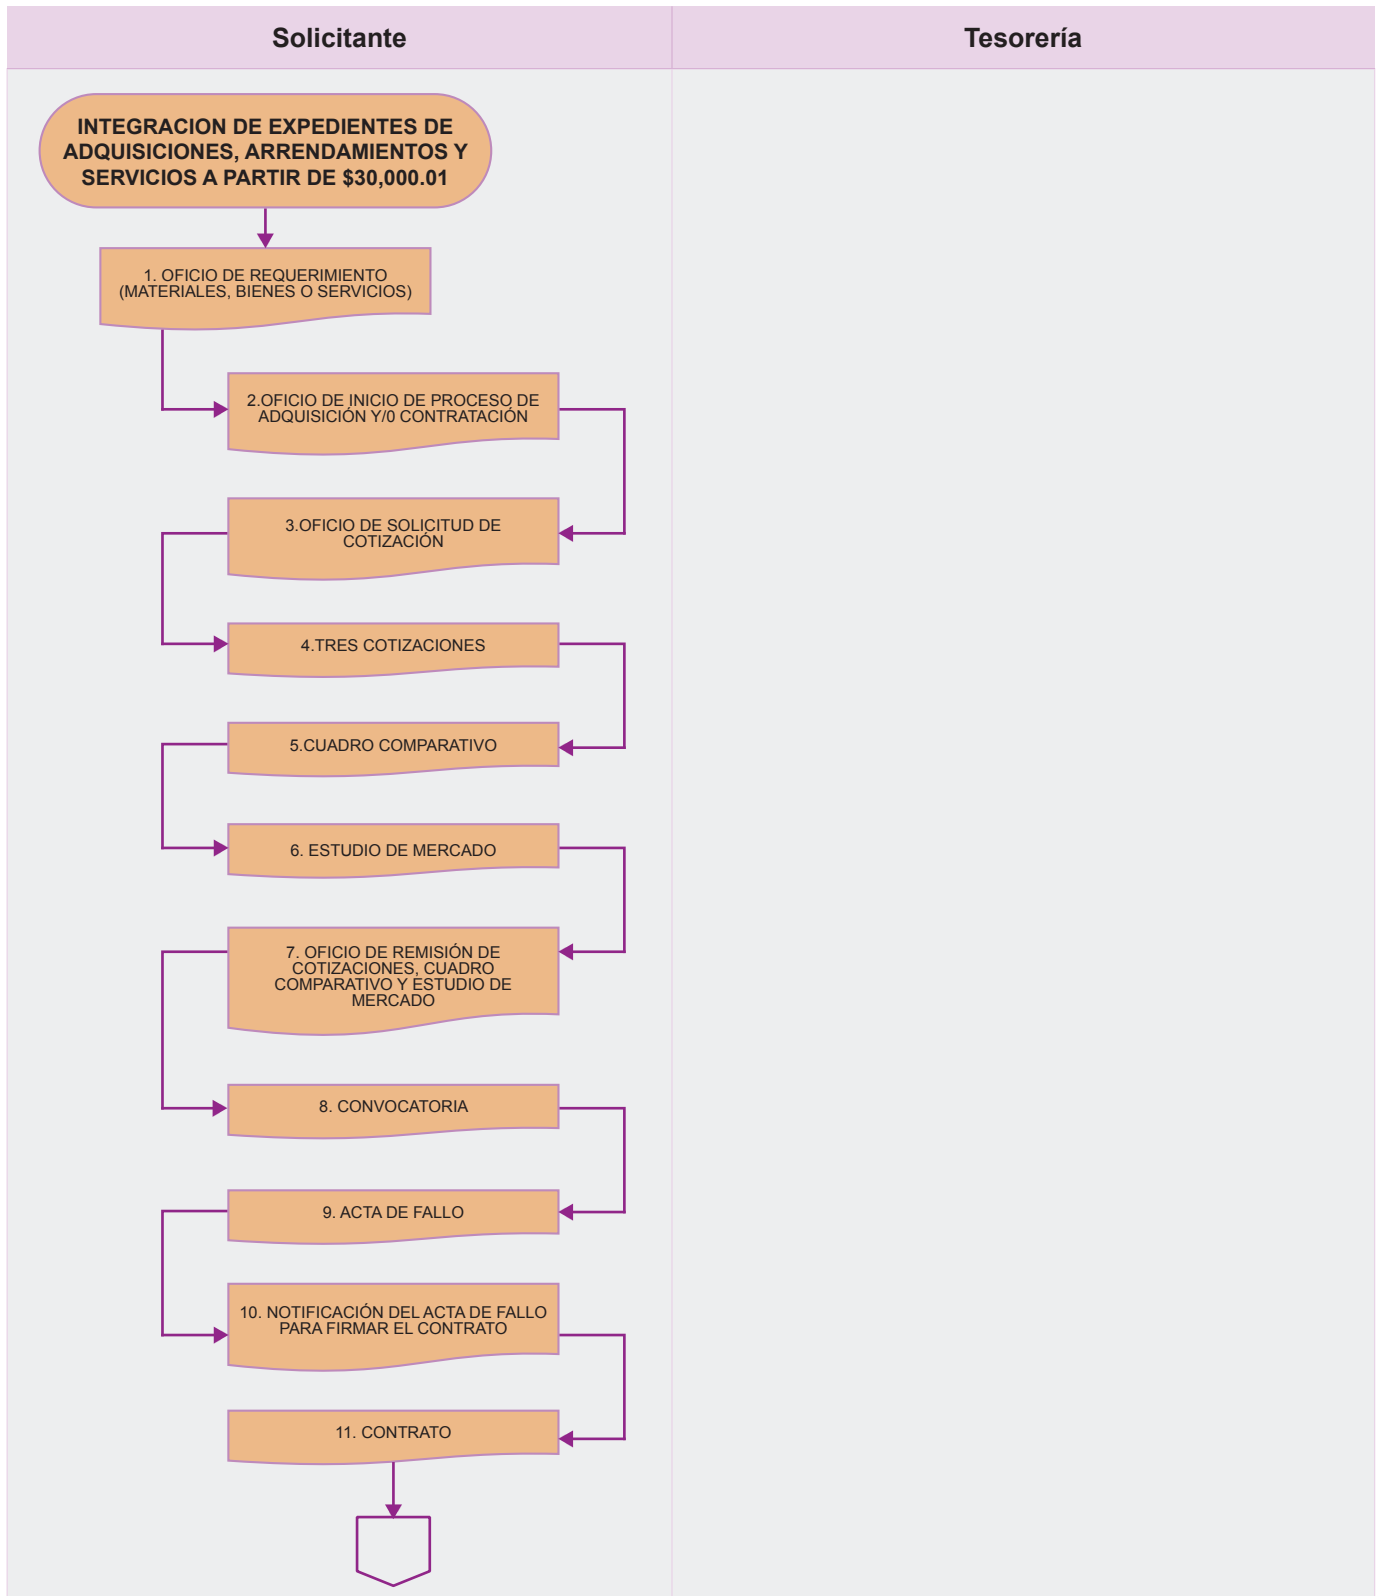 Solicitante
Tesorería
INTEGRACION DE EXPEDIENTES DE
ADQUISICIONES, ARRENDAMIENTOS Y
SERVICIOS A PARTIR DE $30,000.01
1. OFICIO DE REQUERIMIENTO
(MATERIALES, BIENES O SERVICIOS)
2.OFICIO DE INICIO DE PROCESO DE
ADQUISICIÓN Y/0 CONTRATACIÓN
3.OFICIO DE SOLICITUD DE
COTIZACIÓN
4.TRES COTIZACIONES
5.CUADRO COMPARATIVO
6. ESTUDIO DE MERCADO
7. OFICIO DE REMISIÓN DE
COTIZACIONES, CUADRO
COMPARATIVO Y ESTUDIO DE
MERCADO
8. CONVOCATORIA
9. ACTA DE FALLO
10. NOTIFICACIÓN DEL ACTA DE FALLO
PARA FIRMAR EL CONTRATO
11. CONTRATO